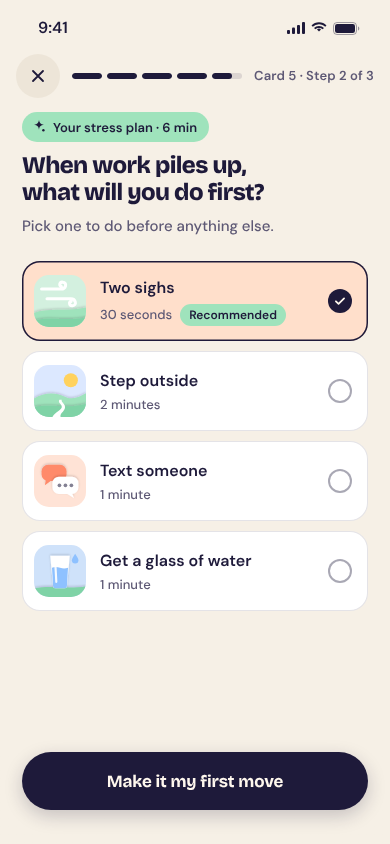 9:41
Card 5 · Step 2 of 3
Your stress plan · 6 min
When work piles up,
what will you do first?
Pick one to do before anything else.
Two sighs
30 seconds Recommended
Step outside
2 minutes
Text someone
1 minute
Get a glass of water
1 minute
Make it my first move